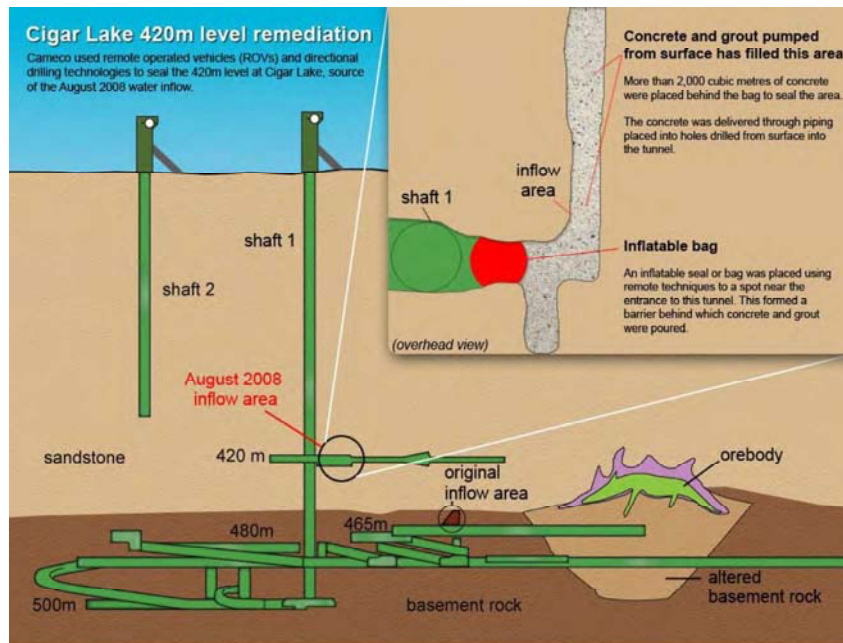 Cigar Lake 420m level remediation
Cameco used remote operated vehicles (ROVs) and directional
drilling technologies to seal the 420m level at Cigar Lake, source
of the August 2008 water inflow.
Concrete and grout pumped
from surface has filled this area
More than 2,000 cubic metres of concrete
were placed behind the bag to seal the area.
The concrete was delivered through piping
placed into holes drilled from surface into
the tunnel.
inflow
area
shaft 1
Inflatable bag
An inflatable seal or bag was placed using
remote techniques to a spot near the
entrance to this tunnel. This formed a
barrier behind which concrete and grout
were poured.
(overhead view)
shaft 1
shaft 2
August 2008
inflow area
sandstone
420 m
original
inflow area
orebody
480m
465m
500m
basement rock
altered
basement rock